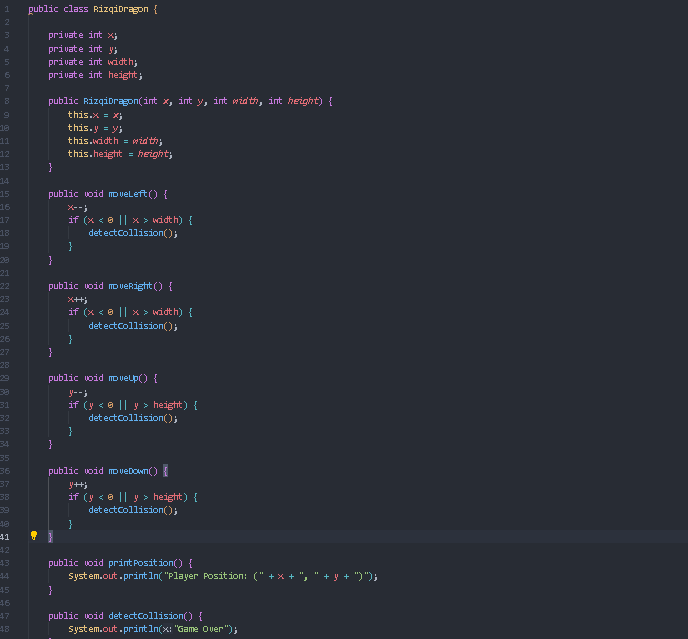 1 public class RizqiDragon {
2
3 private int x;
4 private int y;
5 private int width;
6 private int height;
7
8 public RizqiDragon(int x, int y, int width, int height) {
9 this.x = x;
10 this.y = y;
11 this.width = width;
12 this.height = height;
13 }
14
15 public void moveLeft() {
16 x--;
17 if (x < 0 || x > width) {
18 detectCollision();
19 }
20 }
21
22 public void moveRight() {
23 x++;
24 if (x < 0 || x > width) {
25 detectCollision();
26 }
27 }
28
29 public void moveUp() {
30 y--;
31 if (y < 0 || y > height) {
32 detectCollision();
33 }
34 }
35
36 public void moveDown() {
37 y++;
38 if (y < 0 || y > height) {
39 detectCollision();
40 }
41 }
42
43 public void printPosition() {
44 System.out.println("Player Position: (" + x + ", " + y + ")");
45 }
46
47 public void detectCollision() {
48 System.out.println(x:"Game Over");